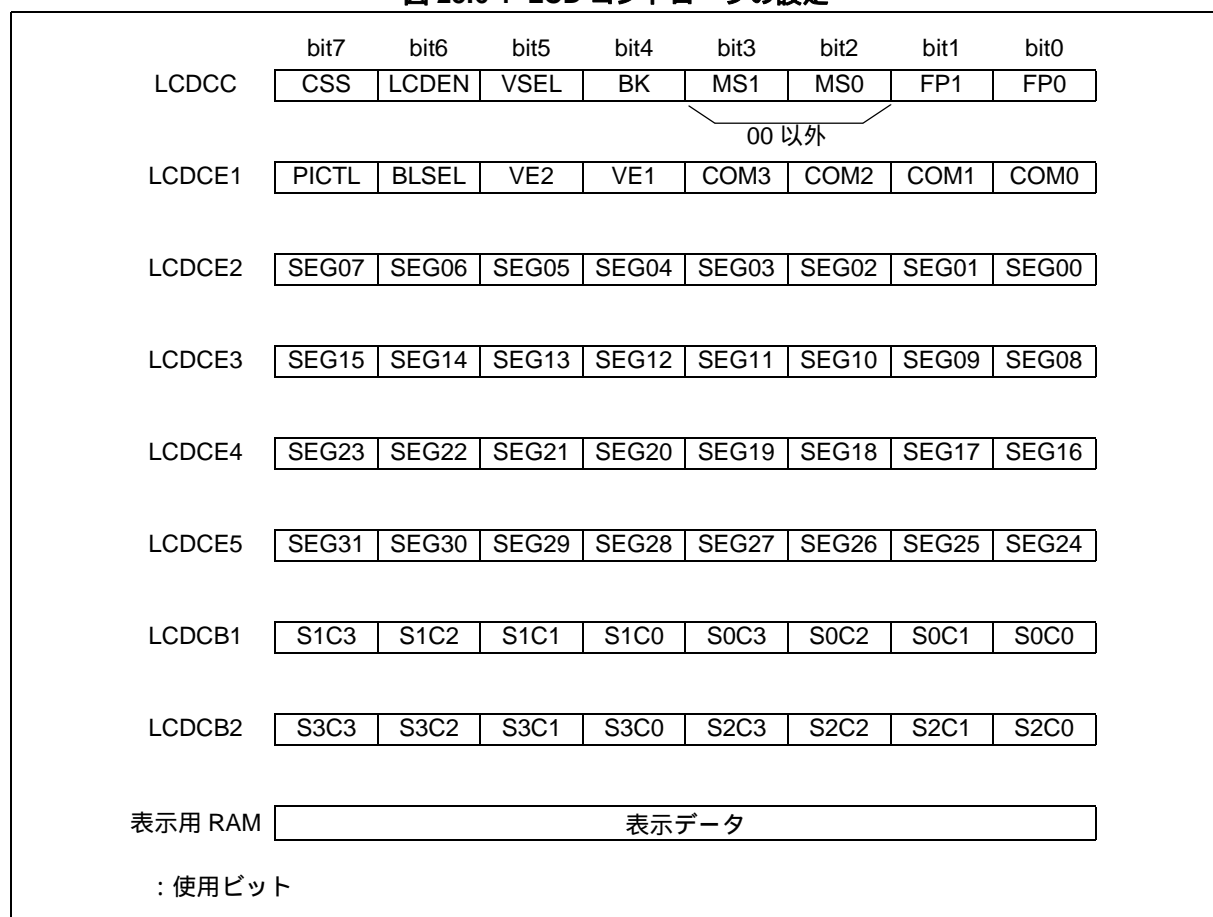 bit7 bit6 bit5 bit4 bit3 bit2 bit1 bit0
LCDCC CSS LCDEN VSEL BK MS1 MS0 FP1 FP0
00 以外
LCDCE1 PICTL BLSEL VE2 VE1 COM3 COM2 COM1 COM0
LCDCE2 SEG07 SEG06 SEG05 SEG04 SEG03 SEG02 SEG01 SEG00
LCDCE3 SEG15 SEG14 SEG13 SEG12 SEG11 SEG10 SEG09 SEG08
LCDCE4 SEG23 SEG22 SEG21 SEG20 SEG19 SEG18 SEG17 SEG16
LCDCE5 SEG31 SEG30 SEG29 SEG28 SEG27 SEG26 SEG25 SEG24
LCDCB1 S1C3 S1C2 S1C1 S1C0 S0C3 S0C2 S0C1 S0C0
LCDCB2 S3C3 S3C2 S3C1 S3C0 S2C3 S2C2 S2C1 S2C0
表示用 RAM 表示データ
: 使用ビット